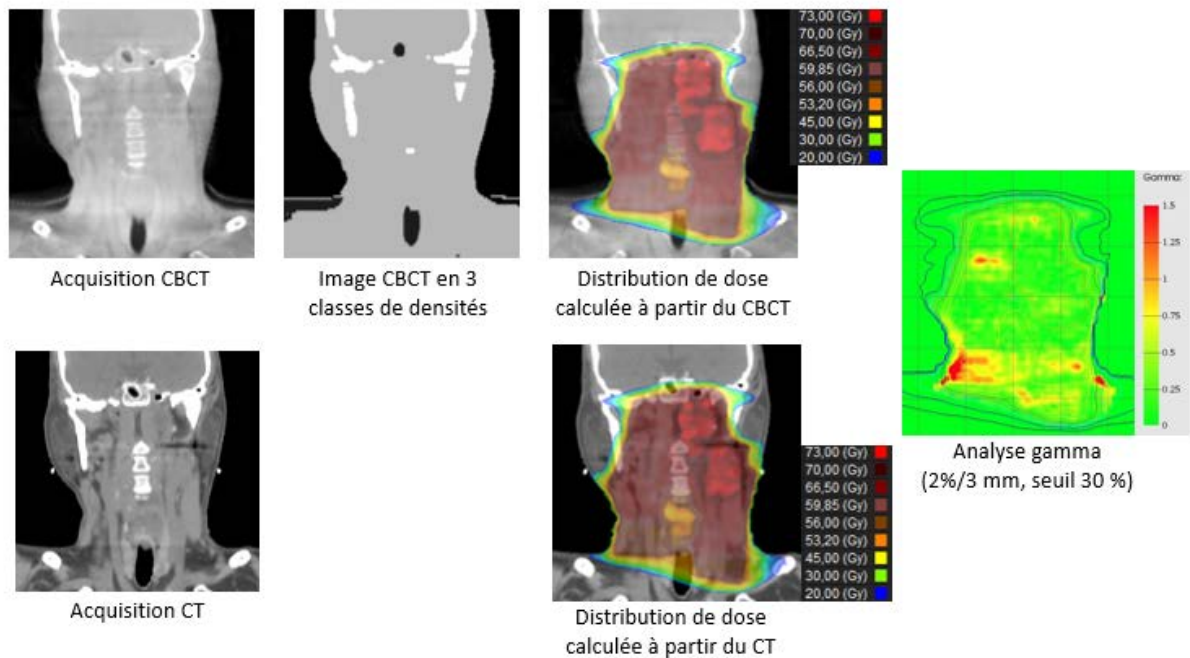 73,00 (Gy)
70,00 (Gy)
66,50 (Gy)
59,85 (Gy)
56,00 (Gy)
53,20 (Gy)
45,00 (Gy)
30,00 (Gy)
20,00 (Gy)
Acquisition CBCT
Image CBCT en 3
classes de densités
Distribution de dose
calculée à partir du CBCT
Gamma:
1.5
1.25
1
0.75
0.5
0.25
0
Analyse gamma
(2%/3 mm, seuil 30 %)
Acquisition CT
73,00 (Gy)
70,00 (Gy)
66,50 (Gy)
59,85 (Gy)
56,00 (Gy)
53,20 (Gy)
45,00 (Gy)
30,00 (Gy)
20,00 (Gy)
Distribution de dose
calculée à partir du CT